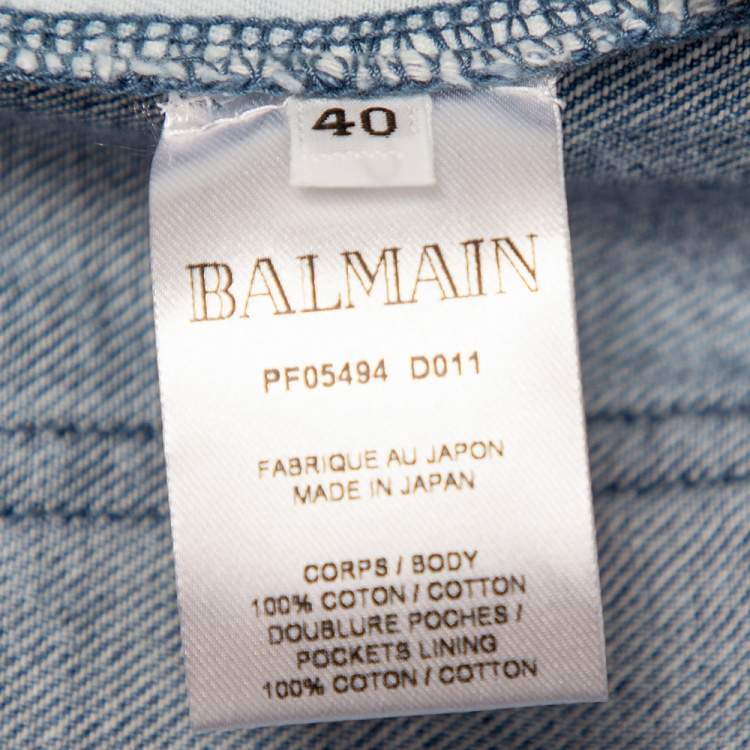 40
BALMAIN
PF05494 D011
FABRIQUE AU JAPON
MADE IN JAPAN
CORPS / BODY
100% COTON / COTTON
DOUBLURE POCHES /
POCKETS LINING
100% COTON / COTTON